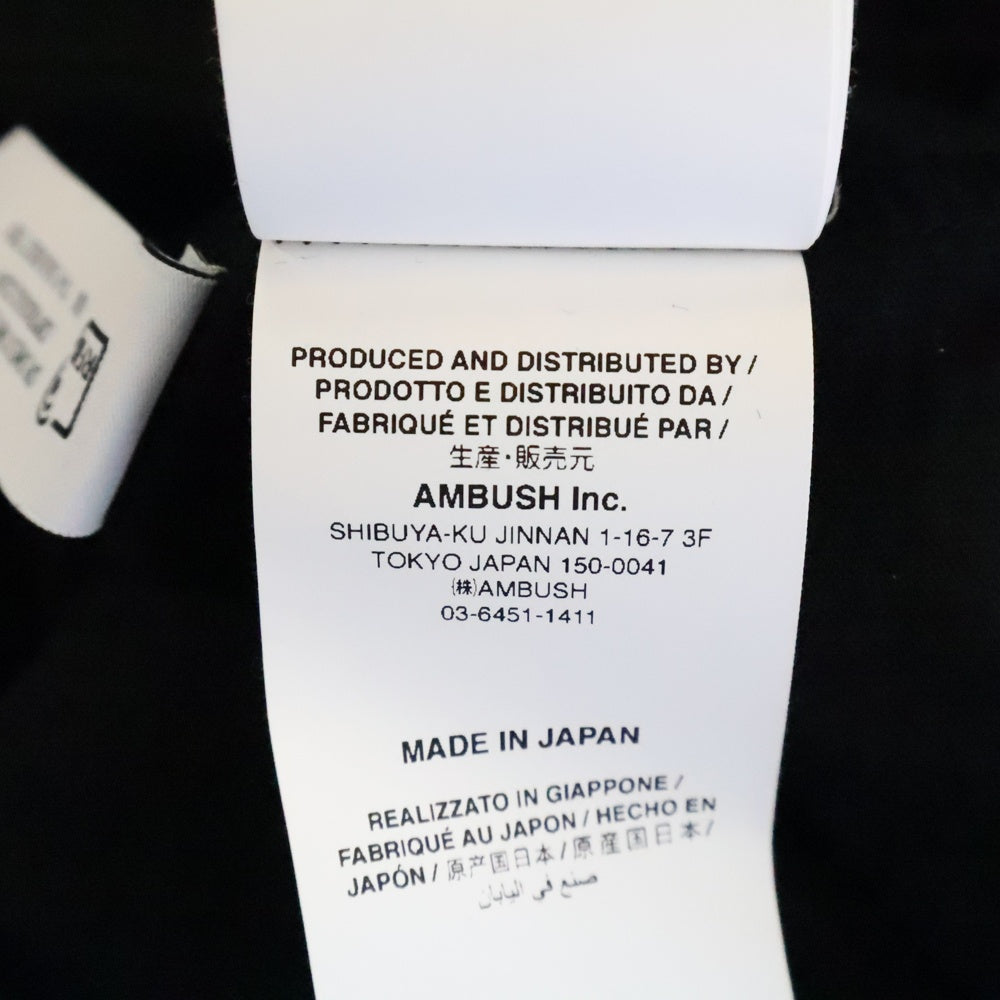 PRODUCED AND DISTRIBUTED BY /
PRODOTTO E DISTRIBUITO DA /
FABRIQUÉ ET DISTRIBUÉ PAR /
生産・販売元
AMBUSH Inc.
SHIBUYA-KU JINNAN 1-16-7 3F
TOKYO JAPAN 150-0041
㈱AMBUSH
03-6451-1411
MADE IN JAPAN
REALIZZATO IN GIAPPONE /
FABRIQUÉ AU JAPON / HECHO EN
JAPÓN / 原产国日本 / 原産国日本 /
صنع في اليابان